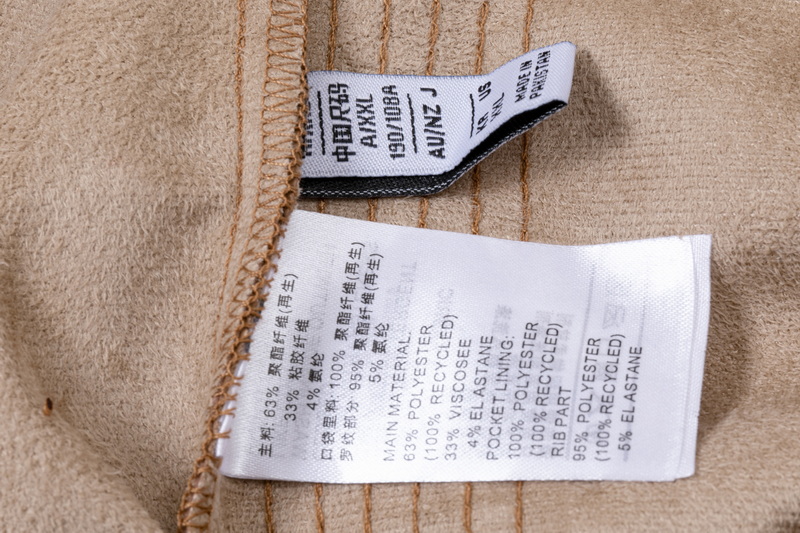 中国尺码
A/XXL
190/108A
AU/NZ J
KR XXL
US
MADE IN
PAKISTAN
主料: 63% 聚酯纤维(再生)
33% 粘胶纤维
4% 氨纶
口袋里料 100% 聚酯纤维(再生)
罗纹部分 95% 聚酯纤维(再生)
5% 氨纶
MAIN MATERIAL:
63% POLYESTER
(100% RECYCLED)
33% VISCOSEE
4% ELASTANE
POCKET LINING:
100% POLYESTER
(100% RECYCLED)
RIB PART
95% POLYESTER
(100% RECYCLED)
5% ELASTANE